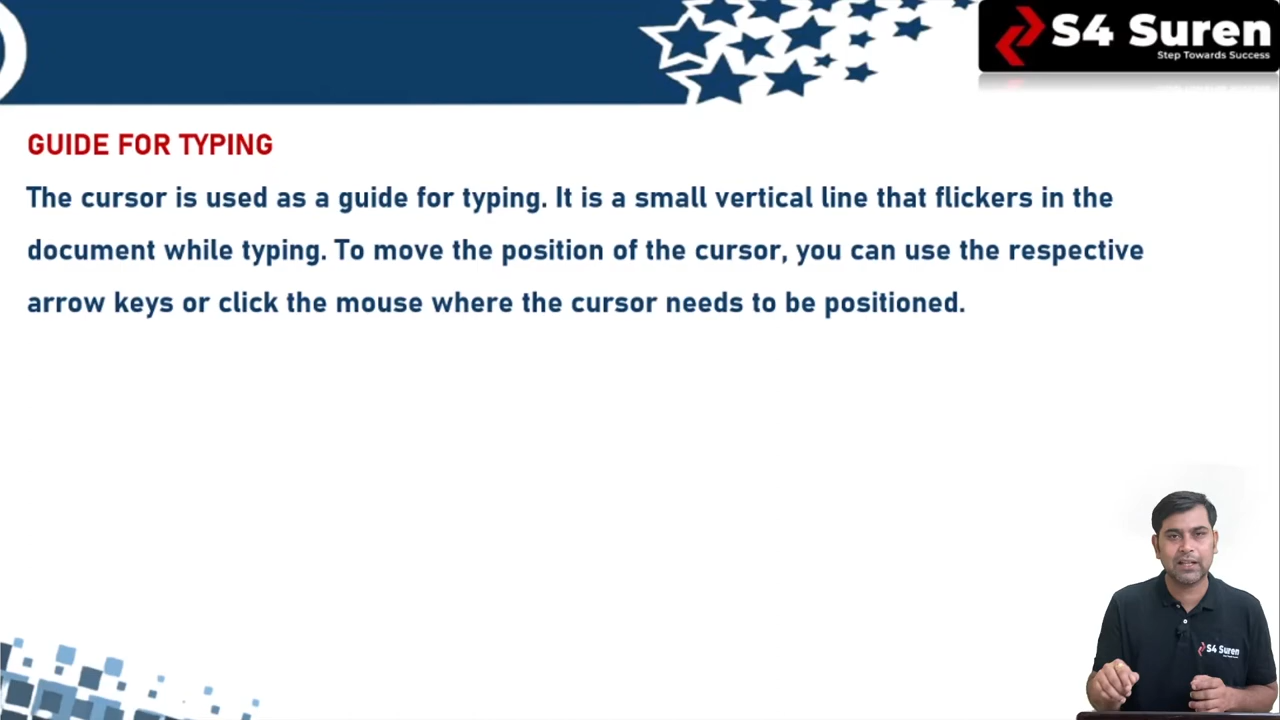 S4 Suren
Step Towards Success
GUIDE FOR TYPING
The cursor is used as a guide for typing. It is a small vertical line that flickers in the
document while typing. To move the position of the cursor, you can use the respective
arrow keys or click the mouse where the cursor needs to be positioned.
S4 Suren